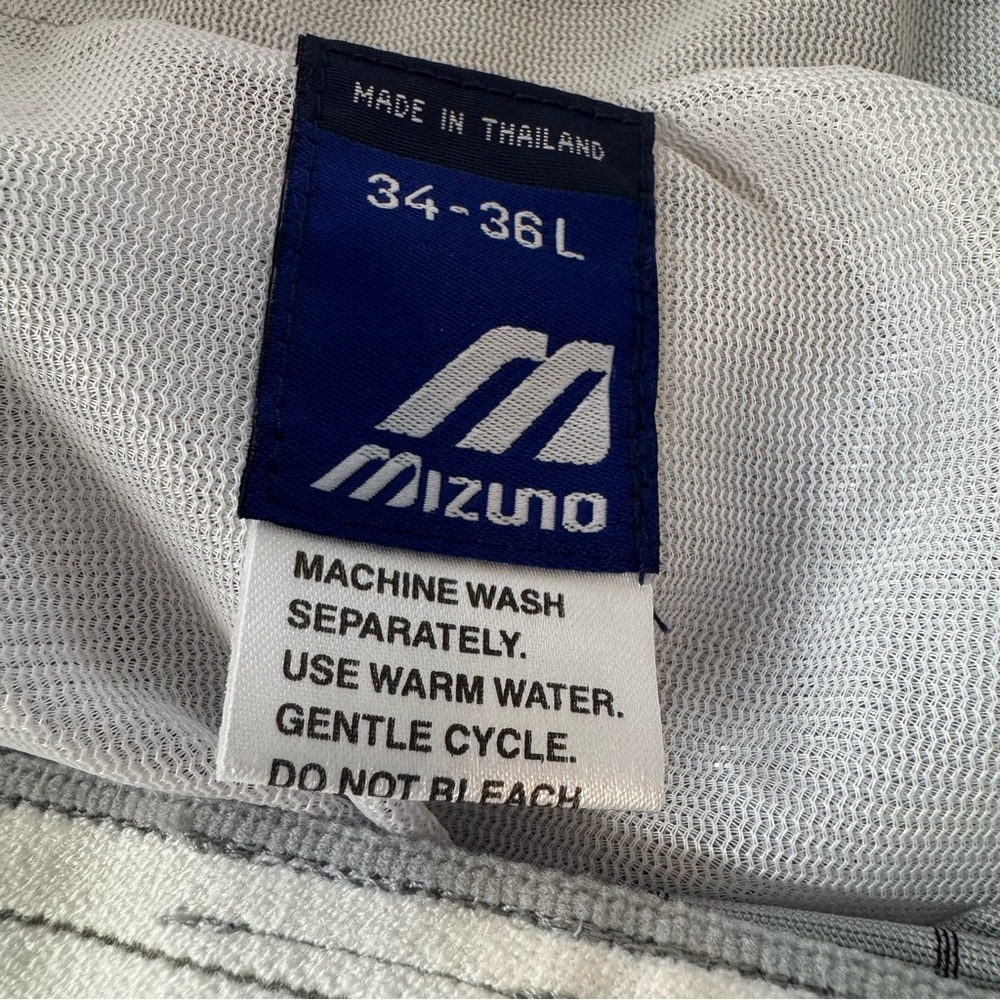 MADE IN THAILAND
34-36L
MIZUNO
MACHINE WASH
SEPARATELY.
USE WARM WATER.
GENTLE CYCLE.
DO NOT BLEACH